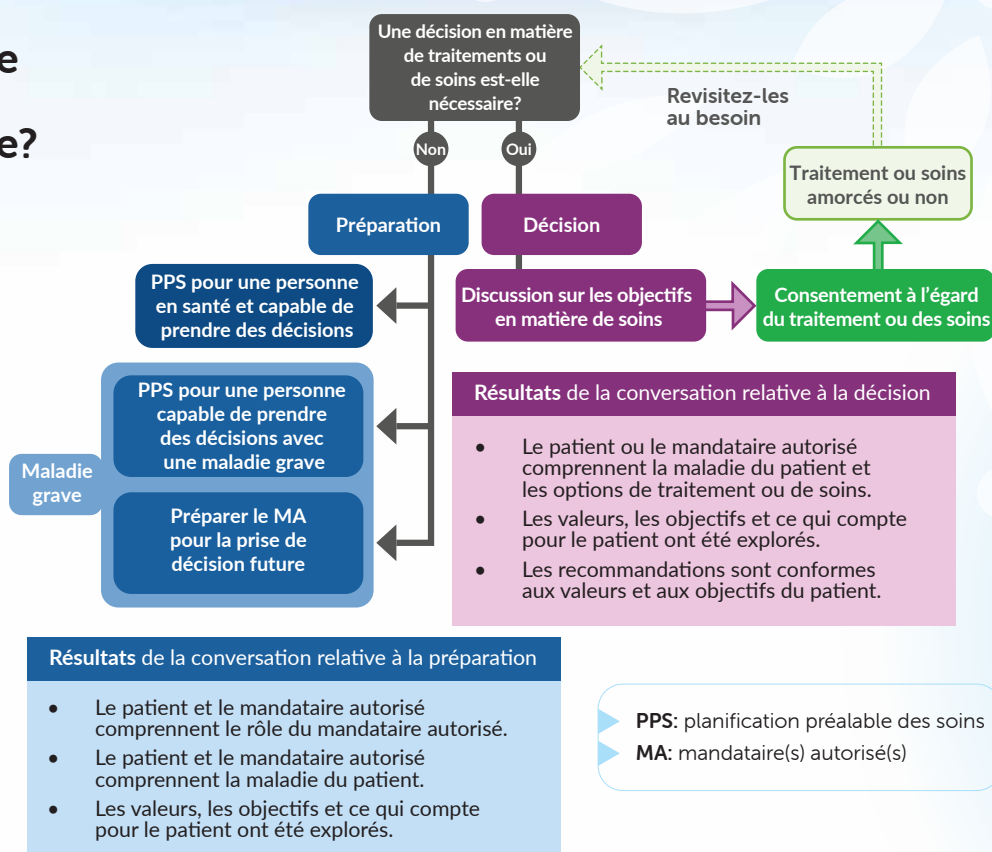 e
e?
Une décision en matière
de traitements ou
de soins est-elle
nécessaire?
Revisitez-les
au besoin
Non
Oui
Traitement ou soins
amorcés ou non
Préparation
Décision
PPS pour une personne
en santé et capable de
prendre des décisions
Discussion sur les objectifs
en matière de soins
Consentement à l'égard
du traitement ou des soins
PPS pour une personne
capable de prendre
des décisions avec
une maladie grave
Maladie
grave
Préparer le MA
pour la prise de
décision future
Résultats de la conversation relative à la décision
• Le patient ou le mandataire autorisé
comprennent la maladie du patient et
les options de traitement ou de soins.
• Les valeurs, les objectifs et ce qui compte
pour le patient ont été explorés.
• Les recommandations sont conformes
aux valeurs et aux objectifs du patient.
Résultats de la conversation relative à la préparation
• Le patient et le mandataire autorisé
comprennent le rôle du mandataire autorisé.
• Le patient et le mandataire autorisé
comprennent la maladie du patient.
• Les valeurs, les objectifs et ce qui compte
pour le patient ont été explorés.
PPS: planification préalable des soins
MA: mandataire(s) autorisé(s)